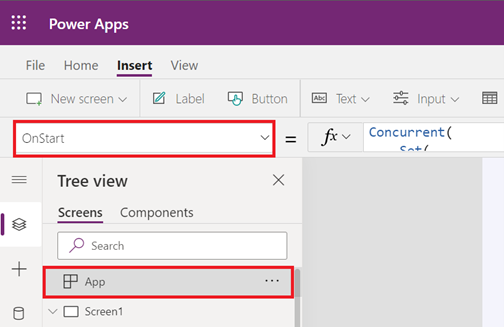 Power Apps
File Home Insert View
New screen Label Button Abc Text Input
OnStart = fx Concurrent(
Set(
Tree view
Screens Components
Search
App ...
Screen1